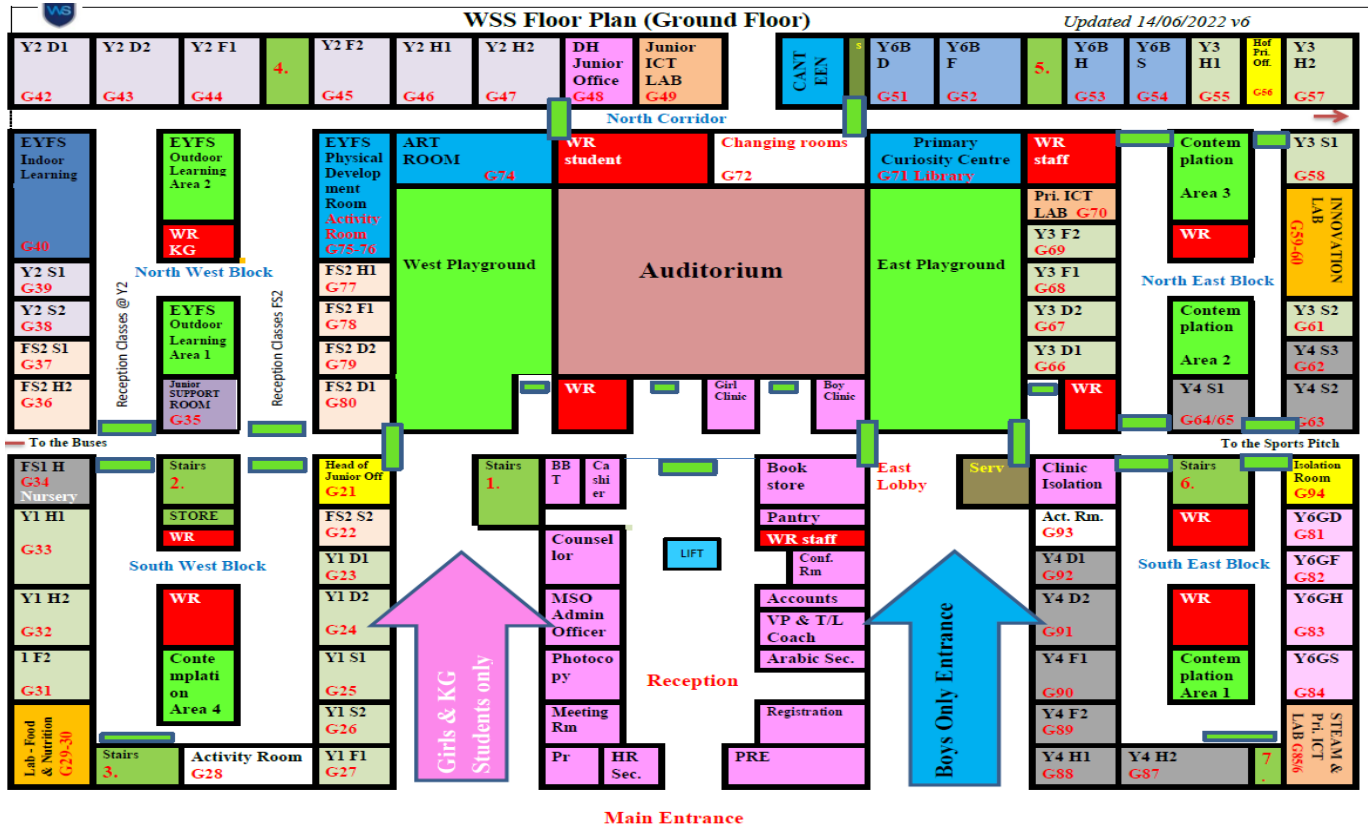 WS
WSS Floor Plan (Ground Floor)
Updated 14/06/2022 v6
Y2 D1
G42
Y2 D2
G43
Y2 F1
G44
4.
Y2 F2
G45
Y2 H1
G46
Y2 H2
G47
DH
Junior
Office
G48
Junior
ICT
LAB
G49
CANT
EEN
S
Y6B
D
G51
Y6B
F
G52
5.
Y6B
H
G53
Y6B
S
G54
Y3
H1
G55
Hof
Pri.
Off.
G56
Y3
H2
G57
North Corridor
EYFS
Indoor
Learning
G40
EYFS
Outdoor
Learning
Area 2
WR
KG
EYFS
Physical
Develop
ment
Room
Activity
Room
G75-76
ART
ROOM
G74
WR
student
Changing rooms
G72
Primary
Curiosity Centre
G71 Library
WR
staff
Contem
plation
Area 3
Y3 S1
G58
Pri. ICT
LAB G70
INNOVATION
LAB
G59-60
WR
Y3 F2
G69
North West Block
West Playground
Auditorium
East Playground
North East Block
Y2 S1
G39
FS2 H1
G77
Y3 F1
G68
Reception Classes @ Y2
Reception Classes FS2
Y2 S2
G38
EYFS
Outdoor
Learning
Area 1
FS2 F1
G78
Y3 D2
G67
Contem
plation
Area 2
Y3 S2
G61
FS2 S1
G37
FS2 D2
G79
Y3 D1
G66
Y4 S3
G62
FS2 H2
G36
Junior
SUPPORT
ROOM
G35
FS2 D1
G80
WR
Girl
Clinic
Boy
Clinic
WR
Y4 S1
G64/65
Y4 S2
G63
To the Buses
To the Sports Pitch
FS1 H
G34
Nursery
Stairs
2.
Head of
Junior Off
G21
Stairs
1.
BB
T
Ca
sh
ier
Book
store
East
Lobby
Serv
Clinic
Isolation
Stairs
6.
Isolation
Room
G94
Y1 H1
G33
STORE
WR
FS2 S2
G22
Pantry
WR staff
Act. Rm.
G93
WR
Y6GD
G81
South West Block
Y1 D1
G23
Counsel
lor
LIFT
Conf.
Rm
Y4 D1
G92
South East Block
Y6GF
G82
Y1 H2
G32
WR
Y1 D2
G24
MSO
Admin
Officer
Accounts
VP & T/L
Coach
Y4 D2
G91
WR
Y6GH
G83
1 F2
G31
Conte
mplati
on
Area 4
Y1 S1
G25
Girls & KG
Students only
Photoco
py
Reception
Arabic Sec.
Boys Only Entrance
Y4 F1
G90
Contem
plation
Area 1
Y6GS
G84
Lab - Food
& Nutrition
G29-30
Y1 S2
G26
Meeting
Rm
Registration
Y4 F2
G89
STEAM &
Pri. ICT
LAB G85/6
Stairs
3.
Activity Room
G28
Y1 F1
G27
Pr
HR
Sec.
PRE
Y4 H1
G88
Y4 H2
G87
7
.
Main Entrance